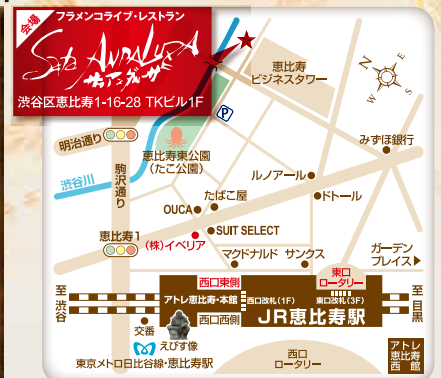 会場
フラメンコライブ・レストラン
Sala ANDALUZA
サラ・アンダルーサ
渋谷区恵比寿1-16-28 TKビル1F
恵比寿
ビジネスタワー
N
E
W
S
P
明治通り
恵比寿東公園
(たこ公園)
みずほ銀行
渋谷川
駒沢通り
ルノアール
たばこ屋
ドトール
OUCA
SUIT SELECT
恵比寿1
(株)イベリア
マクドナルド
サンクス
ガーデン
プレイス
西口東側
東口
ロータリー
至渋谷
アトレ恵比寿・本館
西口改札(1F)
東口改札(3F)
至目黒
西口西側
JR恵比寿駅
交番
えびす像
東京メトロ日比谷線・恵比寿駅
西口
ロータリー
アトレ
恵比寿
西館